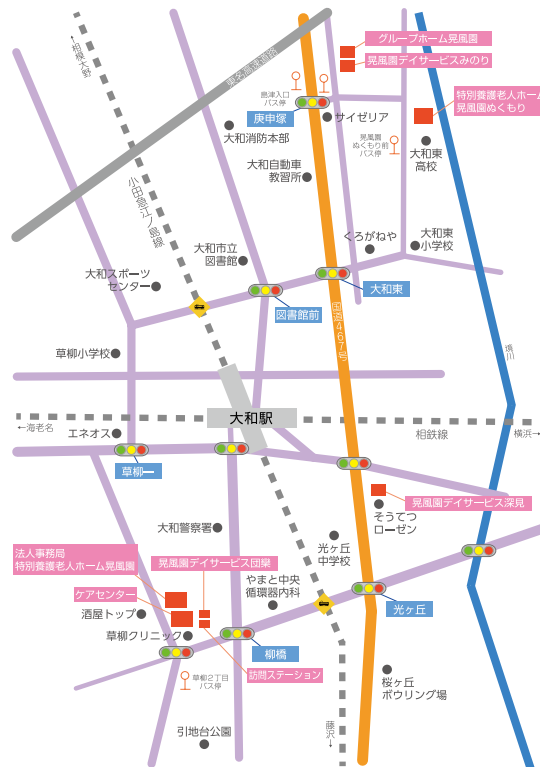 ←相模大野
東名高速道路
グループホーム晃風園
晃風園デイサービスみのり
島津入口
バス停
特別養護老人ホーム
晃風園ぬくもり
庚申塚
サイゼリア
大和消防本部
晃風園
ぬくもり前
バス停
大和東
高校
大和自動車
教習所
小田急江ノ島線
くろがねや
大和東
小学校
大和市立
図書館
大和スポーツ
センター
大和東
図書館前
国道467号
境川
草柳小学校
大和駅
←海老名
エネオス
相鉄線
横浜→
草柳一
晃風園デイサービス深見
そうてつ
ローゼン
大和警察署
光ヶ丘
中学校
法人事務局
特別養護老人ホーム晃風園
晃風園デイサービス団欒
やまと中央
循環器内科
ケアセンター
酒屋トップ
光ヶ丘
草柳クリニック
柳橋
訪問ステーション
草柳2丁目
バス停
桜ヶ丘
ボウリング場
藤沢→
引地台公園